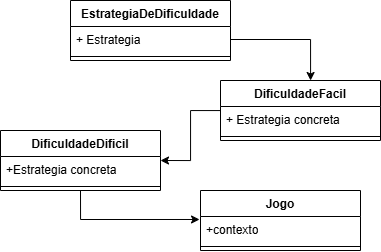 EstrategiaDeDificuldade
+ Estrategia
DificuldadeFacil
+ Estrategia concreta
DificuldadeDificil
+Estrategia concreta
Jogo
+contexto